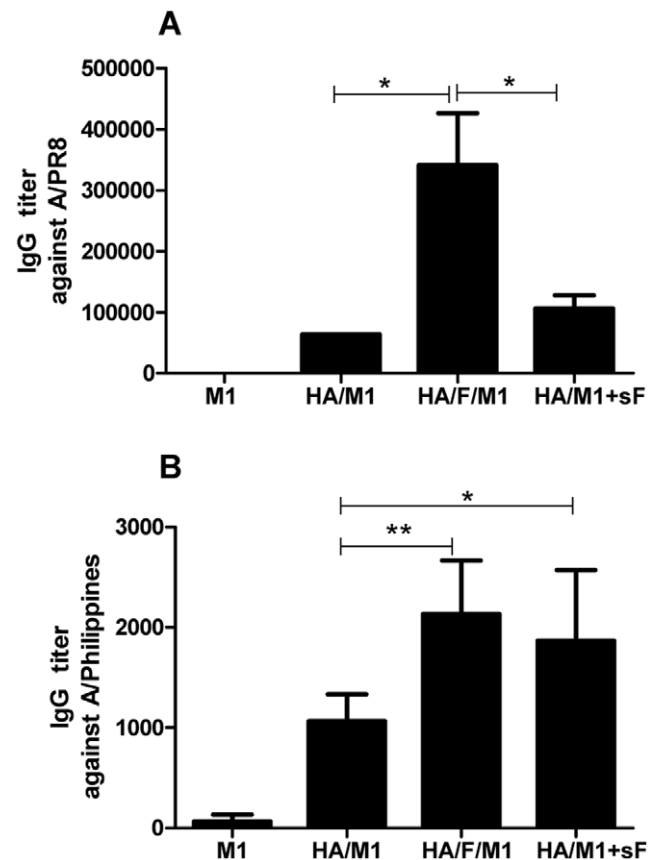 A
500000
400000
300000
200000
100000
0
IgG titer
against A/PR8
* *
M1 HA/M1 HA/F/M1 HA/M1+sF
B
3000
2000
1000
0
IgG titer
against A/Philippines
*
**
M1 HA/M1 HA/F/M1 HA/M1+sF